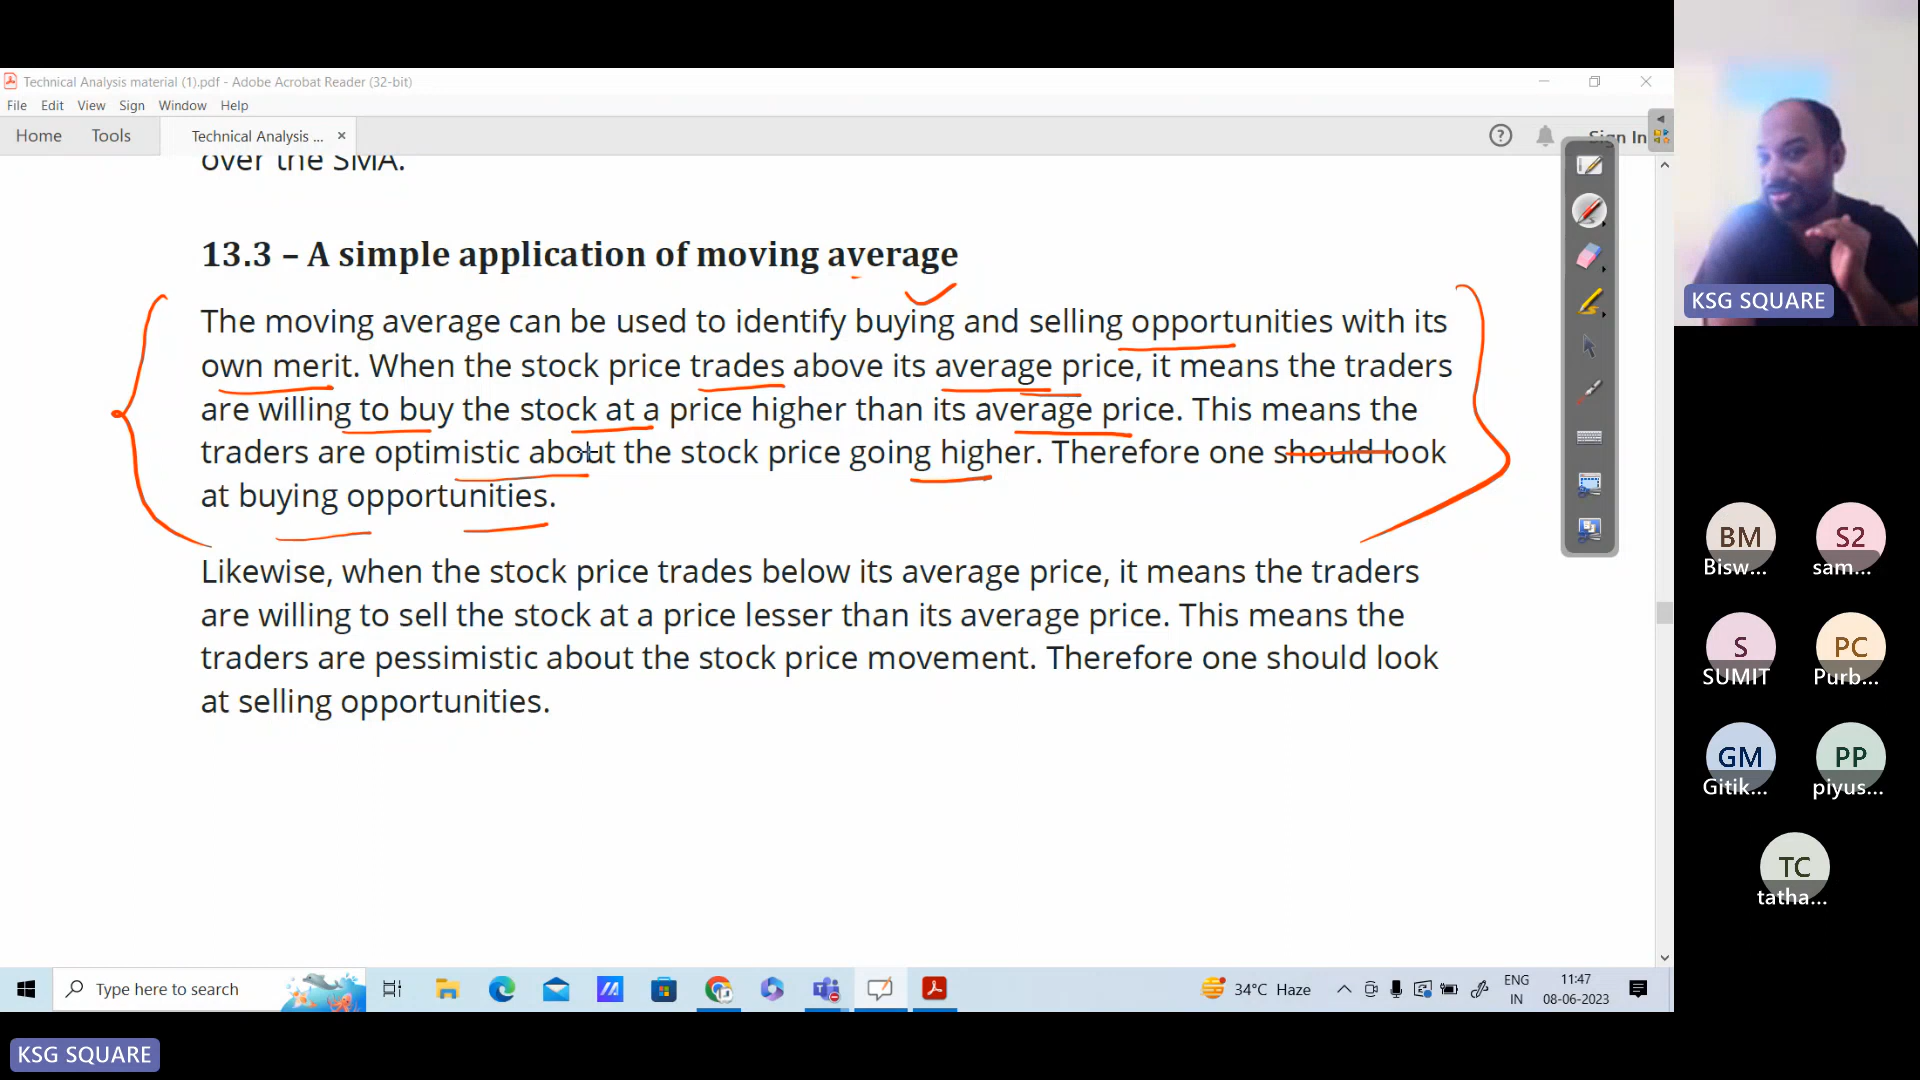 Technical Analysis material (1).pdf - Adobe Acrobat Reader (32-bit)
File Edit View Sign Window Help
Home Tools Technical Analysis ... × Sign In
over the SMA.
13.3 – A simple application of moving average
The moving average can be used to identify buying and selling opportunities with its
own merit. When the stock price trades above its average price, it means the traders
are willing to buy the stock at a price higher than its average price. This means the
traders are optimistic about the stock price going higher. Therefore one should look
at buying opportunities.
Likewise, when the stock price trades below its average price, it means the traders
are willing to sell the stock at a price lesser than its average price. This means the
traders are pessimistic about the stock price movement. Therefore one should look
at selling opportunities.
KSG SQUARE
BM
Bisw...
S2
sam...
S
SUMIT
PC
Purb...
GM
Gitik...
PP
piyus...
TC
tatha...
Type here to search
34°C Haze
ENG
IN
11:47
08-06-2023
KSG SQUARE